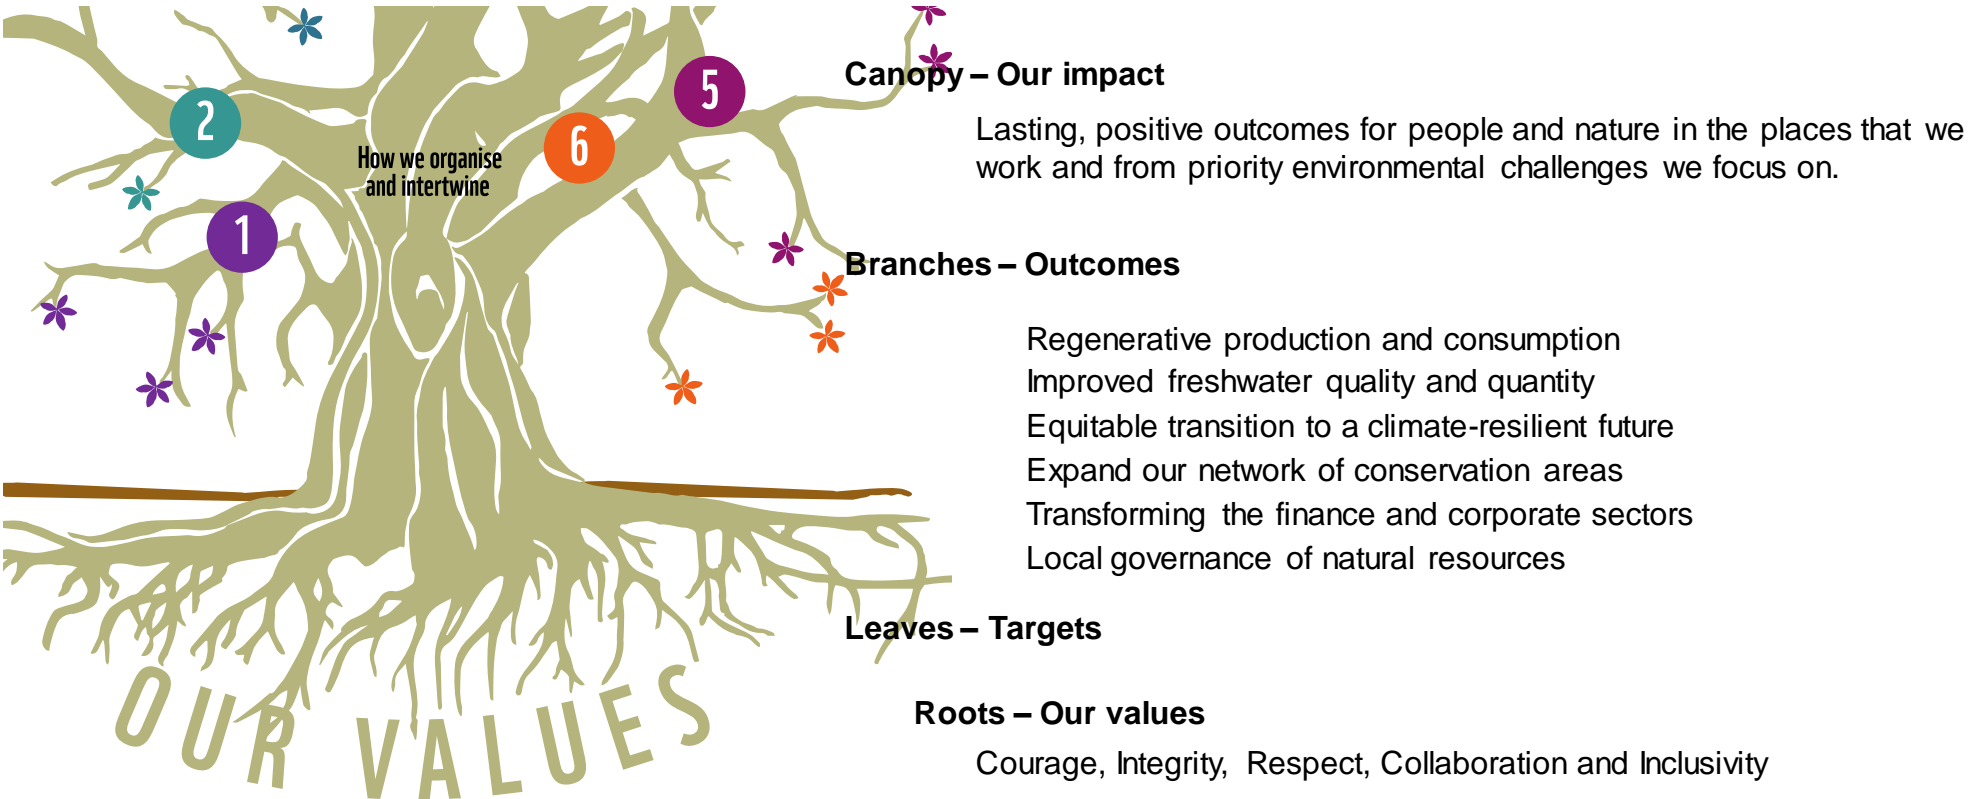 2
5
6
1
How we organise
and intertwine
OUR VALUES
Canopy – Our impact
Lasting, positive outcomes for people and nature in the places that we
work and from priority environmental challenges we focus on.
Branches – Outcomes
Regenerative production and consumption
Improved freshwater quality and quantity
Equitable transition to a climate-resilient future
Expand our network of conservation areas
Transforming the finance and corporate sectors
Local governance of natural resources
Leaves – Targets
Roots – Our values
Courage, Integrity, Respect, Collaboration and Inclusivity